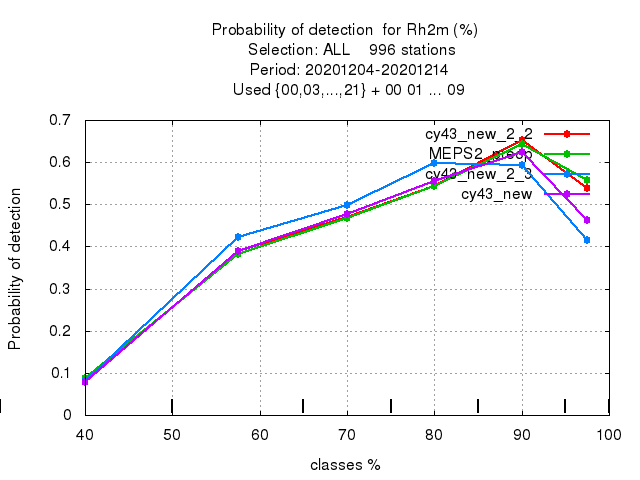 Probability of detection for Rh2m (%)
Selection: ALL 996 stations
Period: 20201204-20201214
Used {00,03,...,21} + 00 01 ... 09
0.7
0.6
0.5
0.4
0.3
0.2
0.1
0
Probability of detection
cy43_new_2_2
MEPS2
cy43_new_2_3
cy43_new
40
50
60
70
80
90
100
classes %